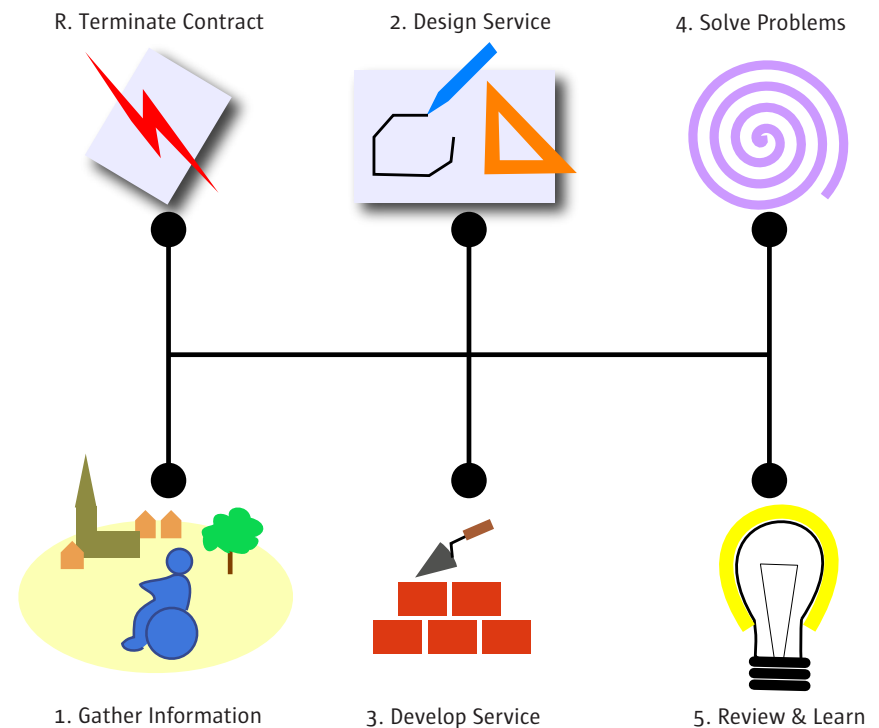 R. Terminate Contract
2. Design Service
4. Solve Problems
1. Gather Information
3. Develop Service
5. Review & Learn